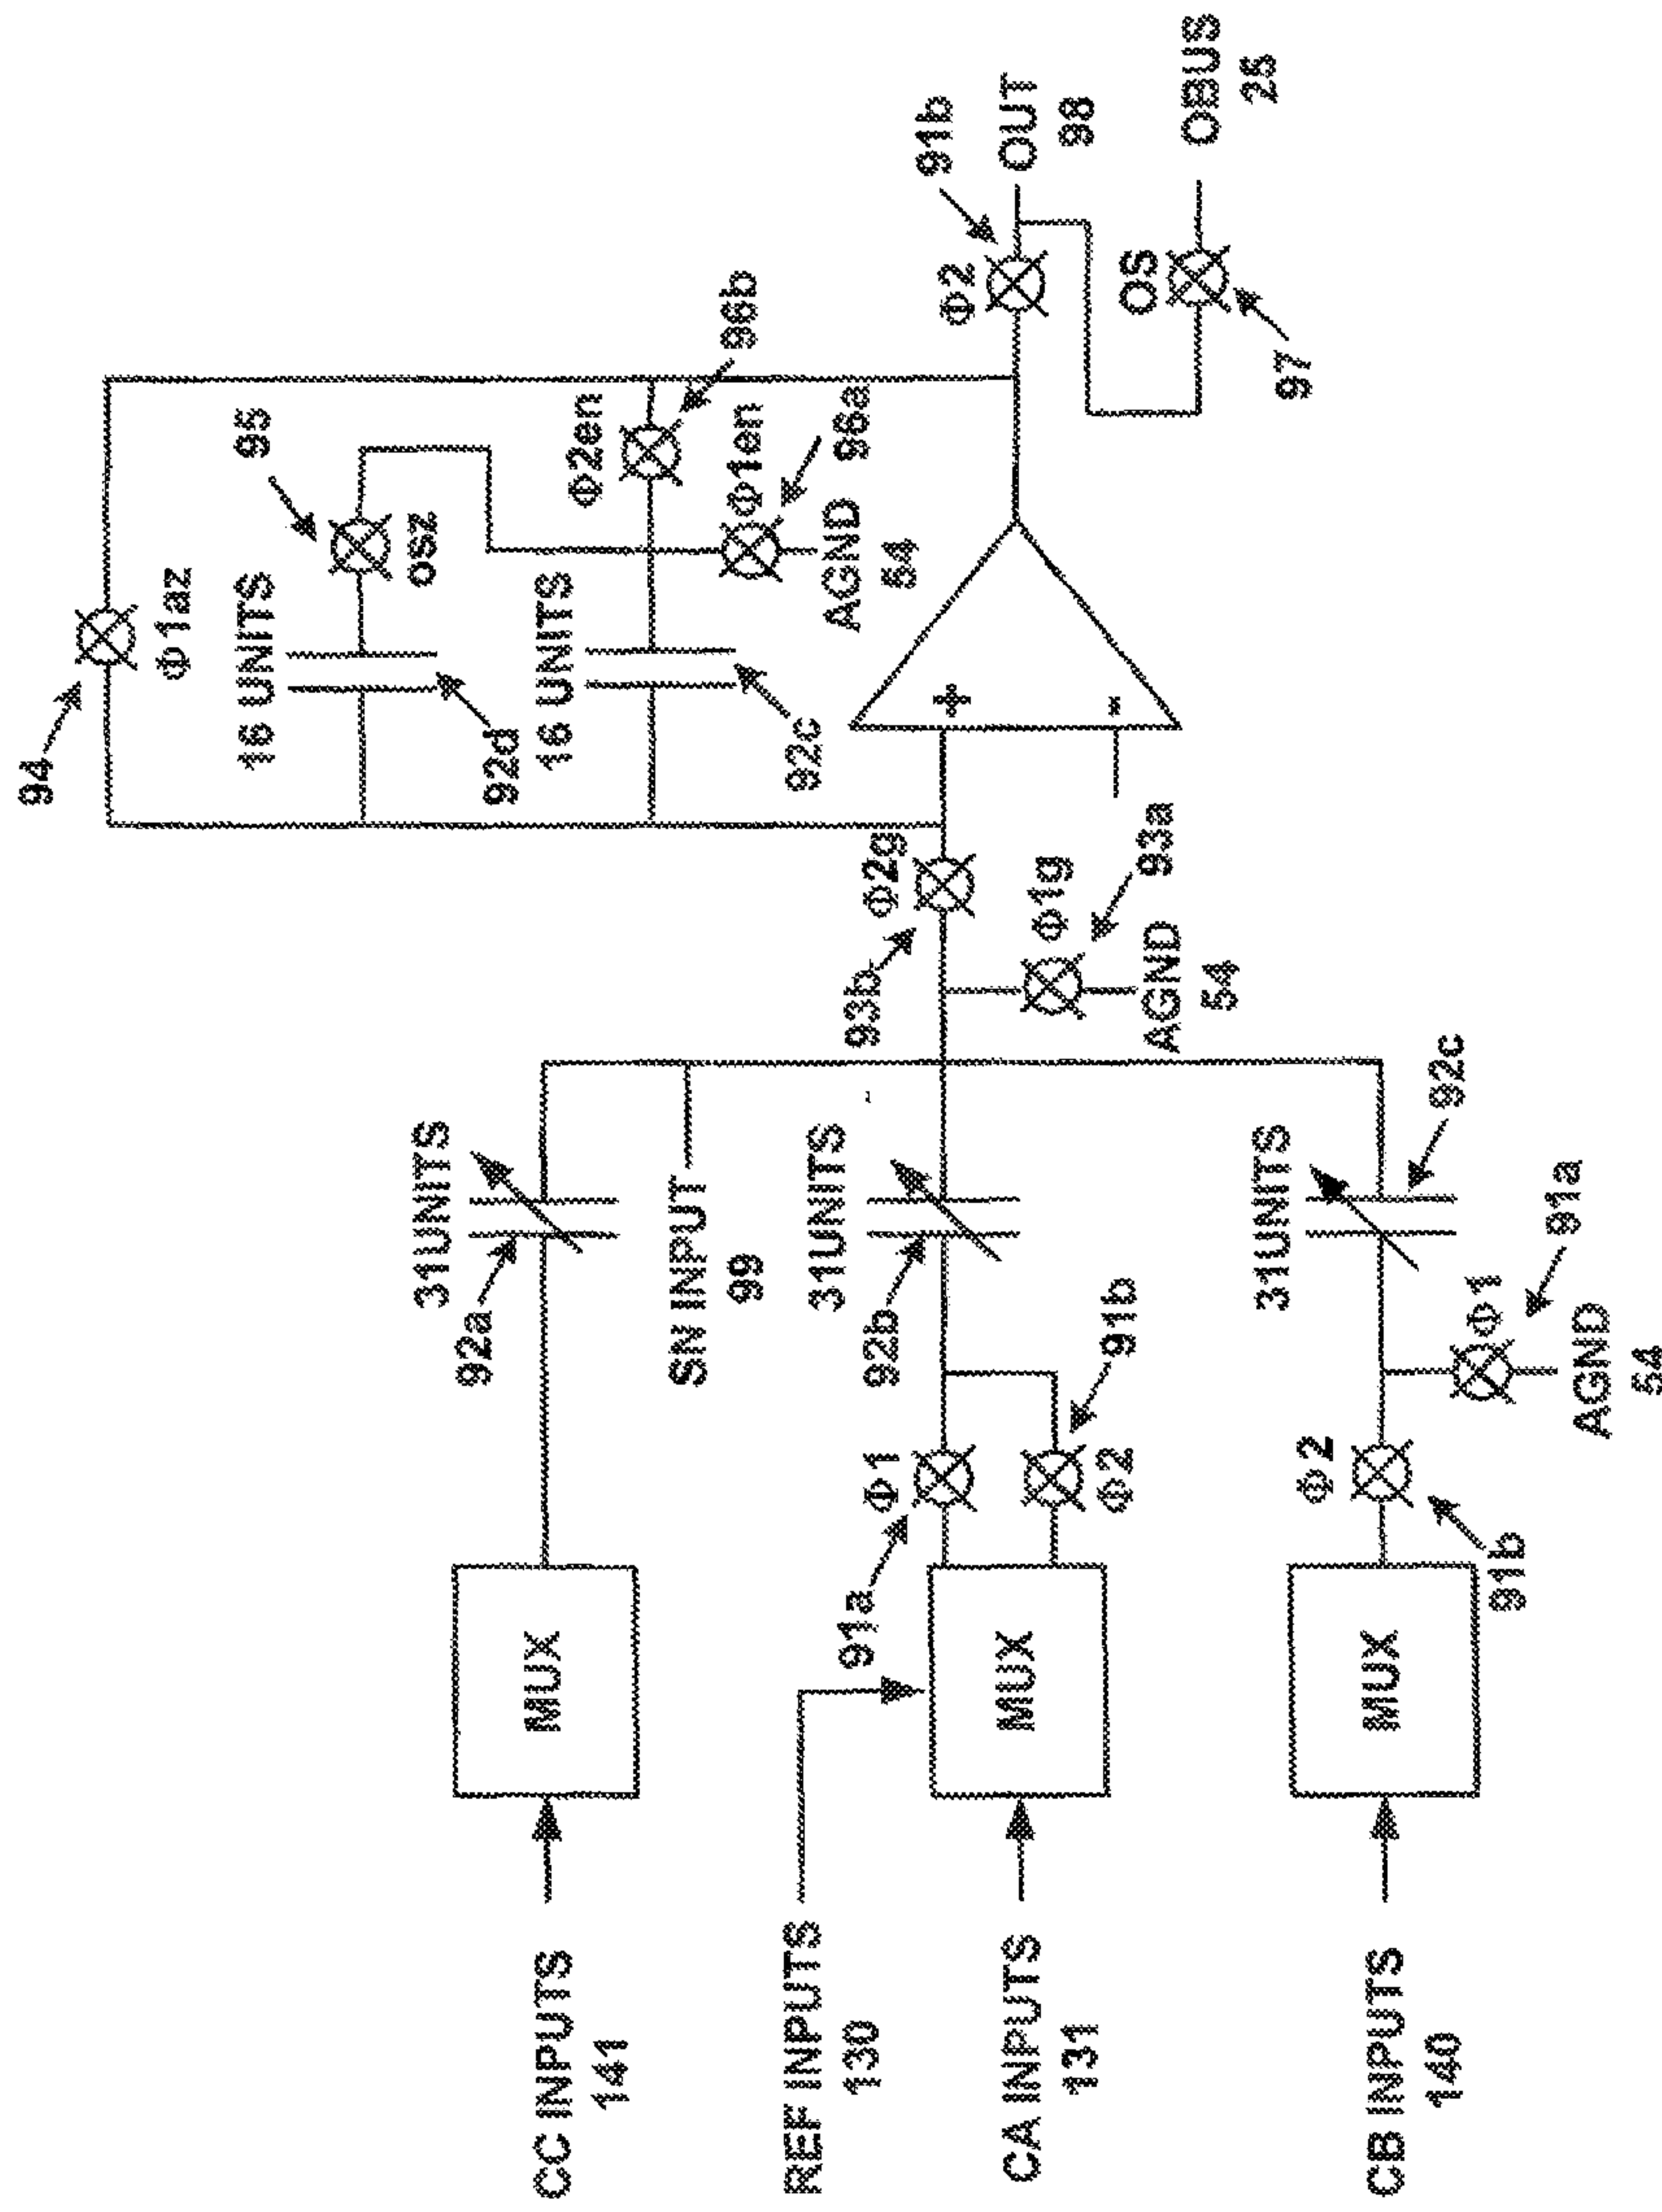 94
Φ1az
16 UNITS
95
osz
92d
16 UNITS
Φ2en
96b
Φ1en
96a
AGND
54
92c
+
-
Φ2
91b
OUT
98
OS
97
OBUS
25
93b
Φ2g
Φ1g
93a
AGND
54
CC INPUTS
141
MUX
31UNITS
92a
SN INPUT
99
REF INPUTS
130
CA INPUTS
131
MUX
91a
Φ1
Φ2
91b
31UNITS
92b
CB INPUTS
140
MUX
Φ2
91b
31UNITS
92c
Φ1
91a
AGND
54